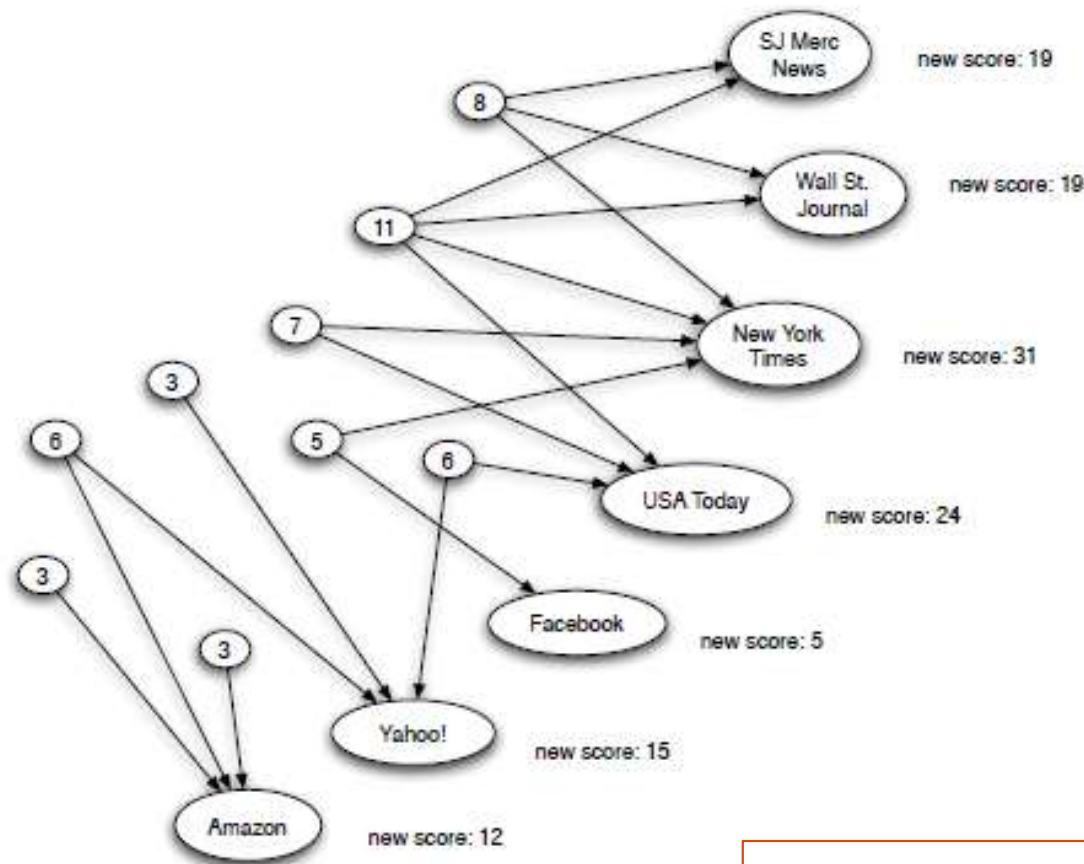 SJ Merc
News
new score: 19
8
Wall St.
Journal
new score: 19
11
7
New York
Times
new score: 31
3
6
5
6
USA Today
new score: 24
3
Facebook
new score: 5
3
Yahoo!
new score: 15
Amazon
new score: 12